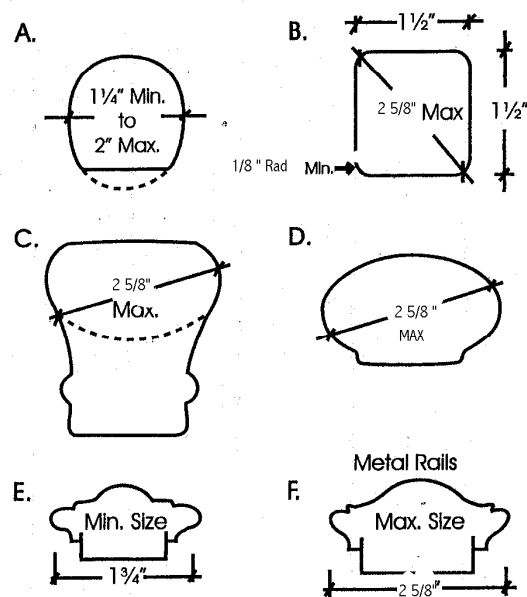 A.
1¼" Min.
to
2" Max.
B.
1½"
2 5/8" Max
1½"
1/8 " Rad Min.
C.
2 5/8"
Max.
D.
2 5/8 "
MAX
E.
Min. Size
1¾"
Metal Rails
F.
Max. Size
2 5/8"